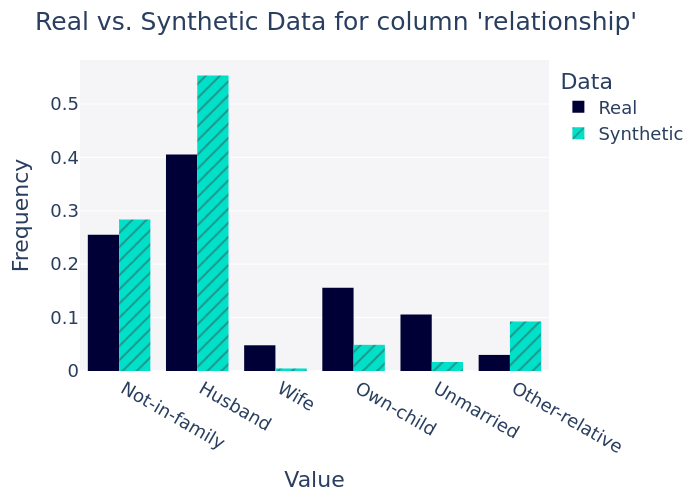 Real vs. Synthetic Data for column 'relationship'
Data
Real
Synthetic
Frequency
0.5
0.4
0.3
0.2
0.1
0
Not-in-family
Husband
Wife
Own-child
Unmarried
Other-relative
Value